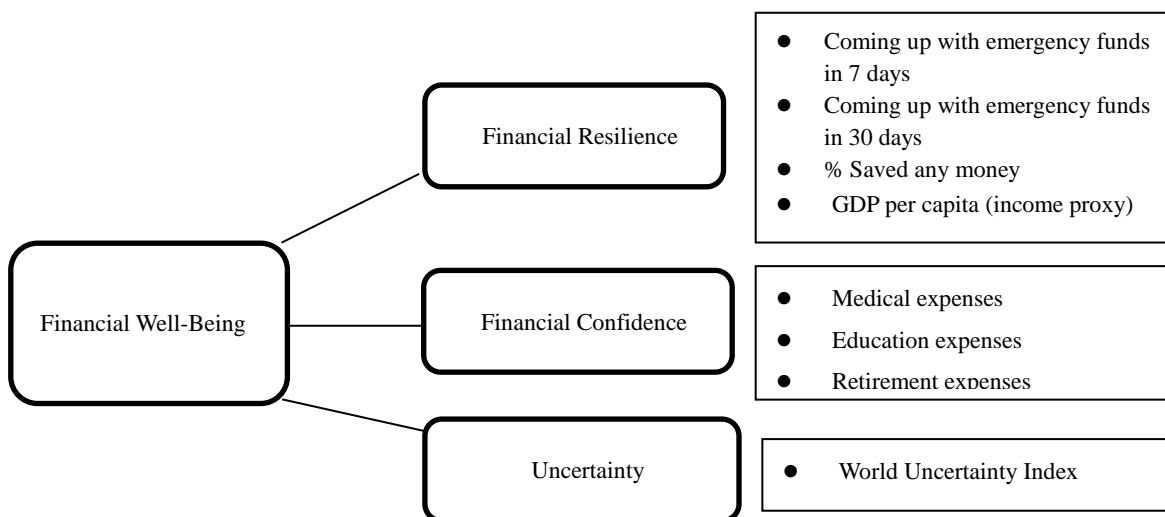 Financial Well-Being
Financial Resilience
● Coming up with emergency funds
in 7 days
● Coming up with emergency funds
in 30 days
● % Saved any money
● GDP per capita (income proxy)
Financial Confidence
● Medical expenses
● Education expenses
● Retirement expenses
Uncertainty
● World Uncertainty Index